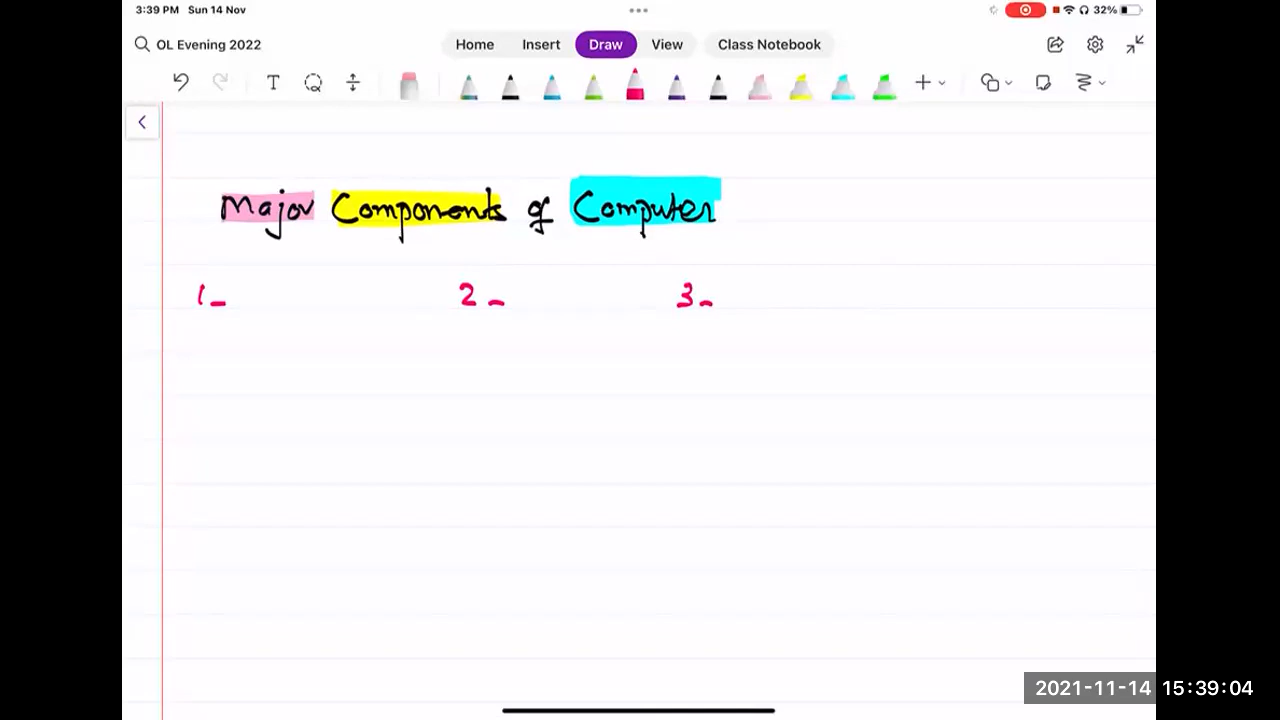 3:39 PM Sun 14 Nov 32%
OL Evening 2022 Home Insert Draw View Class Notebook
T
Major Components of Computer
1- 2- 3-
2021-11-14 15:39:04